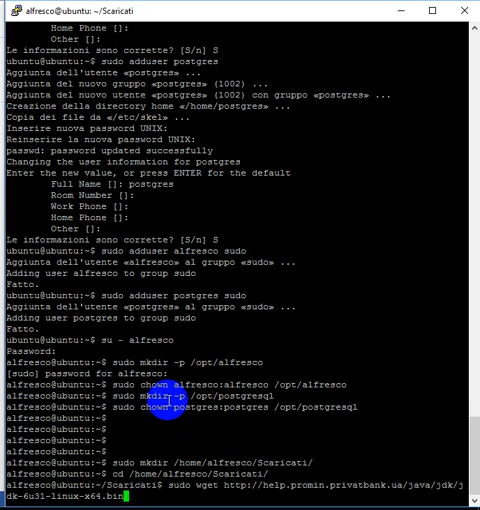 alfresco@ubuntu: ~/Scaricati
Home Phone []:
Other []:
Le informazioni sono corrette? [S/n] S
ubuntu@ubuntu:~$ sudo adduser postgres
Aggiunta dell'utente «postgres» ...
Aggiunta del nuovo gruppo «postgres» (1002) ...
Aggiunta del nuovo utente «postgres» (1002) con gruppo «postgres» ...
Creazione della directory home «/home/postgres» ...
Copia dei file da «/etc/skel» ...
Inserire nuova password UNIX:
Reinserire la nuova password UNIX:
passwd: password updated successfully
Changing the user information for postgres
Enter the new value, or press ENTER for the default
Full Name []: postgres
Room Number []:
Work Phone []:
Home Phone []:
Other []:
Le informazioni sono corrette? [S/n] S
ubuntu@ubuntu:~$ sudo adduser alfresco sudo
Aggiunta dell'utente «alfresco» al gruppo «sudo» ...
Adding user alfresco to group sudo
Fatto.
ubuntu@ubuntu:~$ sudo adduser postgres sudo
Aggiunta dell'utente «postgres» al gruppo «sudo» ...
Adding user postgres to group sudo
Fatto.
ubuntu@ubuntu:~$ su - alfresco
Password:
alfresco@ubuntu:~$ sudo mkdir -p /opt/alfresco
[sudo] password for alfresco:
alfresco@ubuntu:~$ sudo chown alfresco:alfresco /opt/alfresco
alfresco@ubuntu:~$ sudo mkdir -p /opt/postgresql
alfresco@ubuntu:~$ sudo chown postgres:postgres /opt/postgresql
alfresco@ubuntu:~$
alfresco@ubuntu:~$
alfresco@ubuntu:~$
alfresco@ubuntu:~$
alfresco@ubuntu:~$ sudo mkdir /home/alfresco/Scaricati/
alfresco@ubuntu:~$ cd /home/alfresco/Scaricati/
alfresco@ubuntu:~/Scaricati$ sudo wget http://help.promin.privatbank.ua/java/jdk/j
dk-6u31-linux-x64.bin